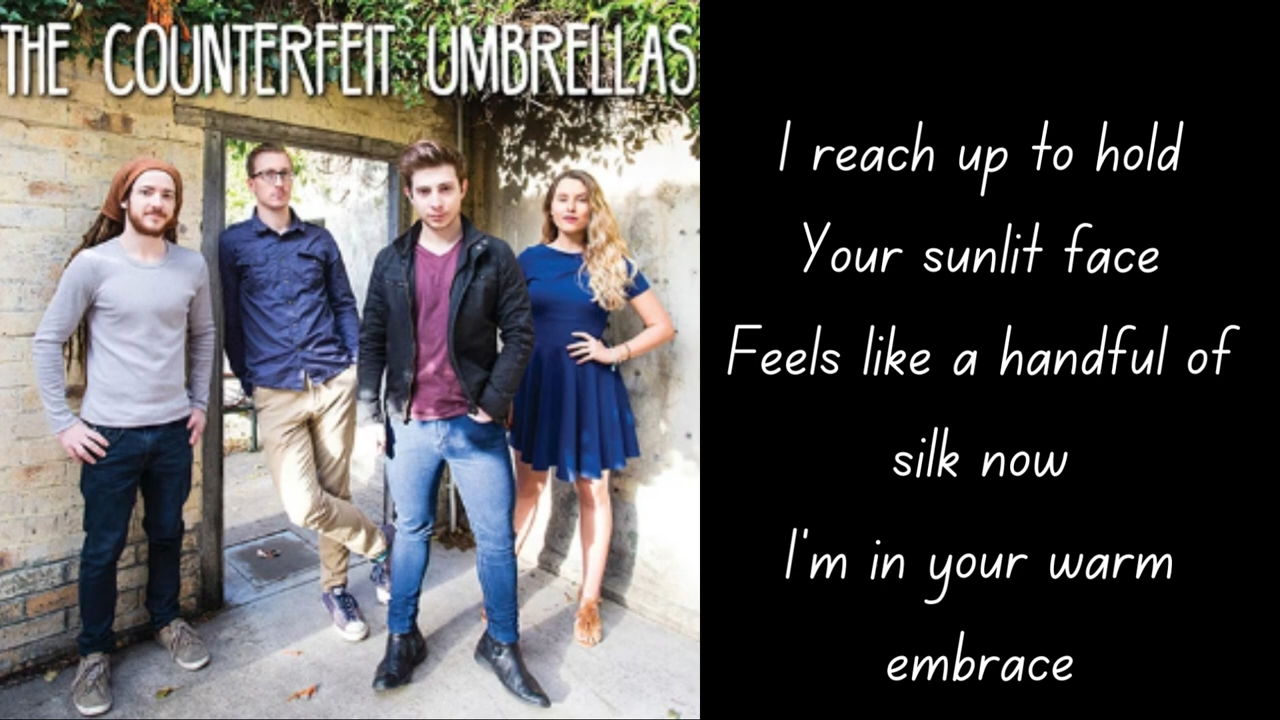 THE COUNTERFEIT UMBRELLAS
I reach up to hold
Your sunlit face
Feels like a handful of
silk now
I'm in your warm
embrace